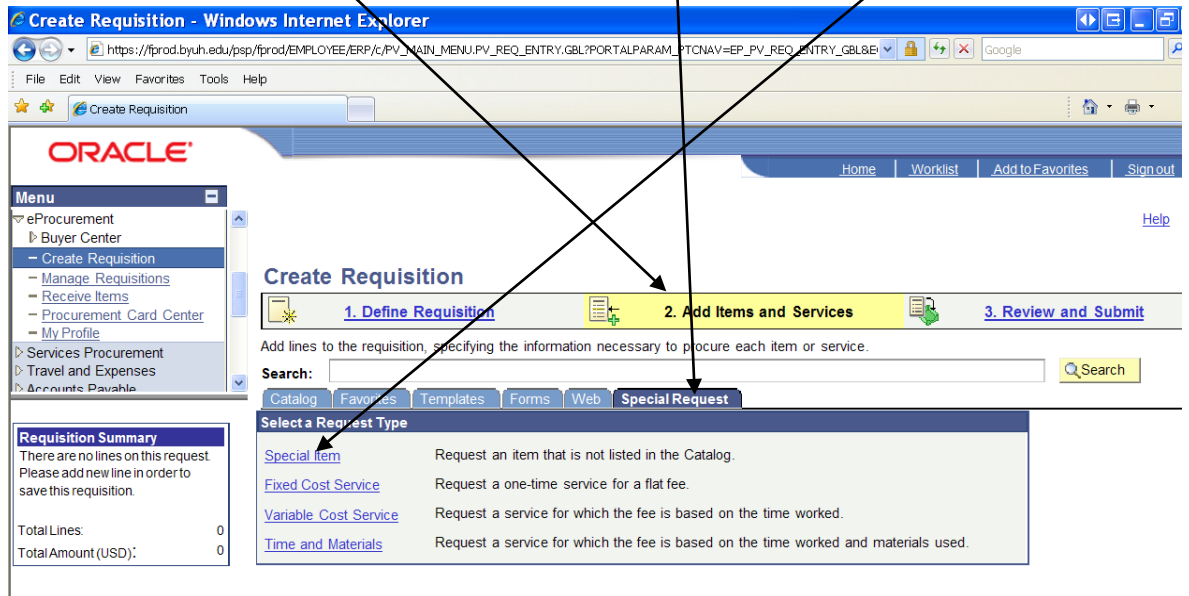 Create Requisition - Windows Internet Explorer
https://fprod.byuh.edu/psp/fprod/EMPLOYEE/ERP/c/PV_MAIN_MENU.PV_REQ_ENTRY.GBL?PORTALPARAM_PTCNAV=EP_PV_REQ_ENTRY_GBL&E
Google
File Edit View Favorites Tools Help
Create Requisition
ORACLE
Home Worklist Add to Favorites Sign out
Menu
eProcurement
Buyer Center
Create Requisition
Manage Requisitions
Receive Items
Procurement Card Center
My Profile
Services Procurement
Travel and Expenses
Accounts Payable
Help
Create Requisition
1. Define Requisition 2. Add Items and Services 3. Review and Submit
Add lines to the requisition, specifying the information necessary to procure each item or service.
Search: Search
Catalog Favorites Templates Forms Web Special Request
Select a Request Type
Special Item Request an item that is not listed in the Catalog.
Fixed Cost Service Request a one-time service for a flat fee.
Variable Cost Service Request a service for which the fee is based on the time worked.
Time and Materials Request a service for which the fee is based on the time worked and materials used.
Requisition Summary
There are no lines on this request.
Please add new line in order to
save this requisition.
Total Lines: 0
Total Amount (USD): 0